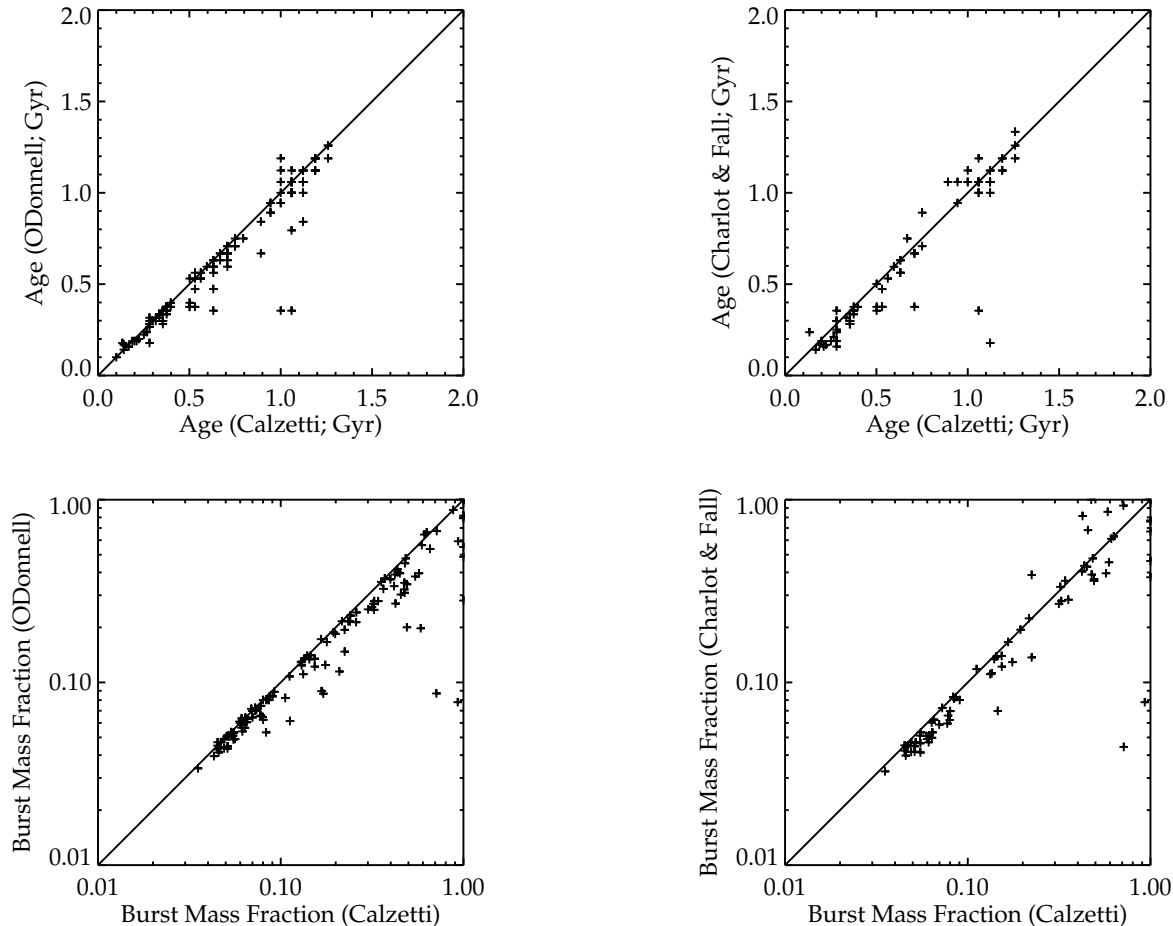 2.0
1.5
1.0
0.5
0.0
Age (ODonnell; Gyr)
0.0 0.5 1.0 1.5 2.0
Age (Calzetti; Gyr)
2.0
1.5
1.0
0.5
0.0
Age (Charlot & Fall; Gyr)
0.0 0.5 1.0 1.5 2.0
Age (Calzetti; Gyr)
1.00
0.10
0.01
Burst Mass Fraction (ODonnell)
0.01 0.10 1.00
Burst Mass Fraction (Calzetti)
1.00
0.10
0.01
Burst Mass Fraction (Charlot & Fall)
0.01 0.10 1.00
Burst Mass Fraction (Calzetti)